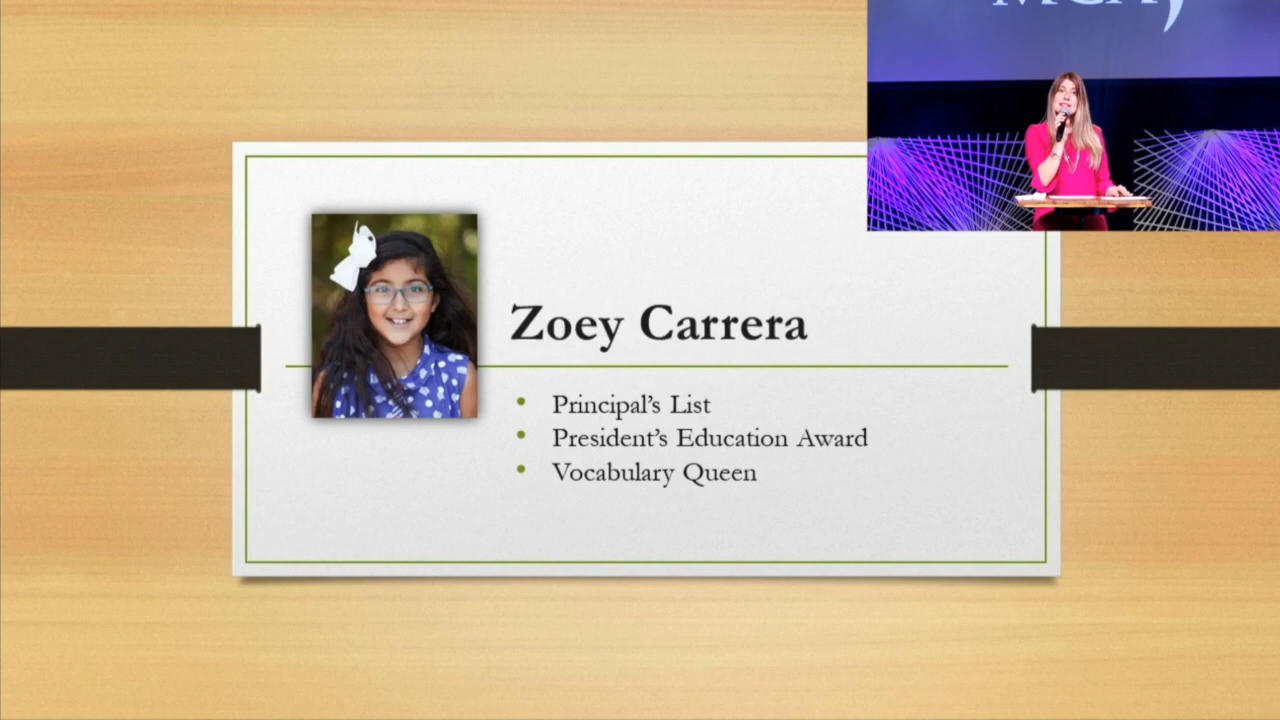 Zoey Carrera
Principal's List
President's Education Award
Vocabulary Queen